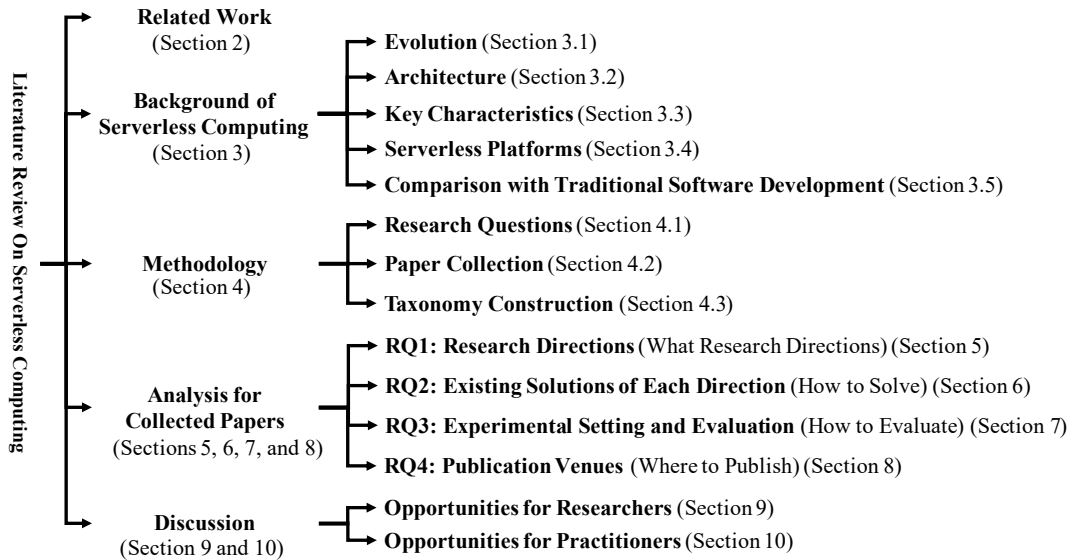 Literature Review On Serverless Computing
Related Work
(Section 2)
Background of
Serverless Computing
(Section 3)
Evolution (Section 3.1)
Architecture (Section 3.2)
Key Characteristics (Section 3.3)
Serverless Platforms (Section 3.4)
Comparison with Traditional Software Development (Section 3.5)
Methodology
(Section 4)
Research Questions (Section 4.1)
Paper Collection (Section 4.2)
Taxonomy Construction (Section 4.3)
Analysis for
Collected Papers
(Sections 5, 6, 7, and 8)
RQ1: Research Directions (What Research Directions) (Section 5)
RQ2: Existing Solutions of Each Direction (How to Solve) (Section 6)
RQ3: Experimental Setting and Evaluation (How to Evaluate) (Section 7)
RQ4: Publication Venues (Where to Publish) (Section 8)
Discussion
(Section 9 and 10)
Opportunities for Researchers (Section 9)
Opportunities for Practitioners (Section 10)